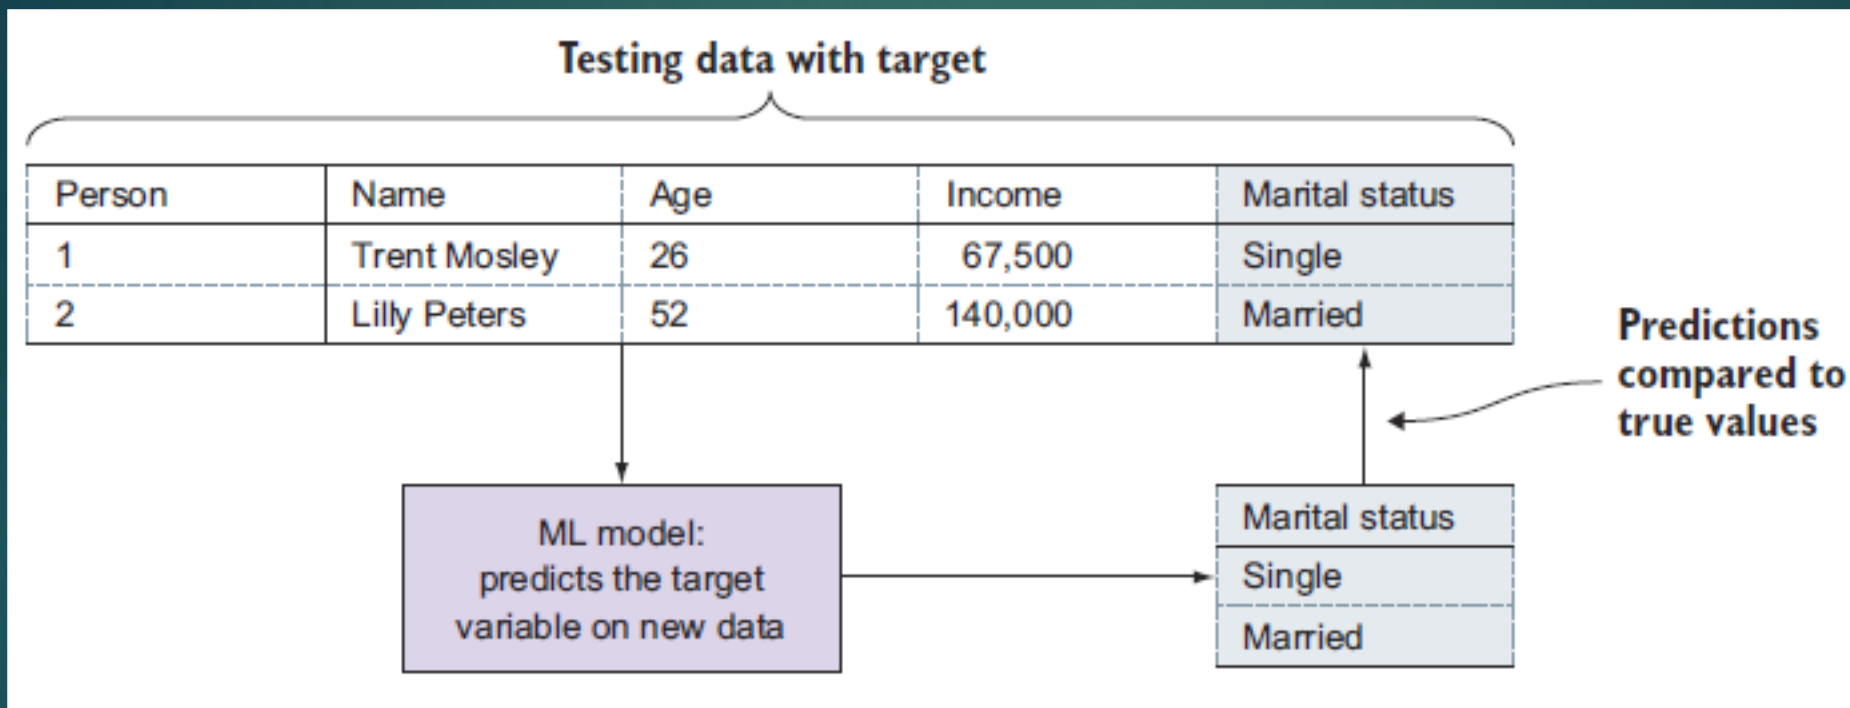 Testing data with target
Person Name Age Income Marital status
1 Trent Mosley 26 67,500 Single
2 Lilly Peters 52 140,000 Married
Predictions
compared to
true values
ML model:
predicts the target
variable on new data
Marital status
Single
Married